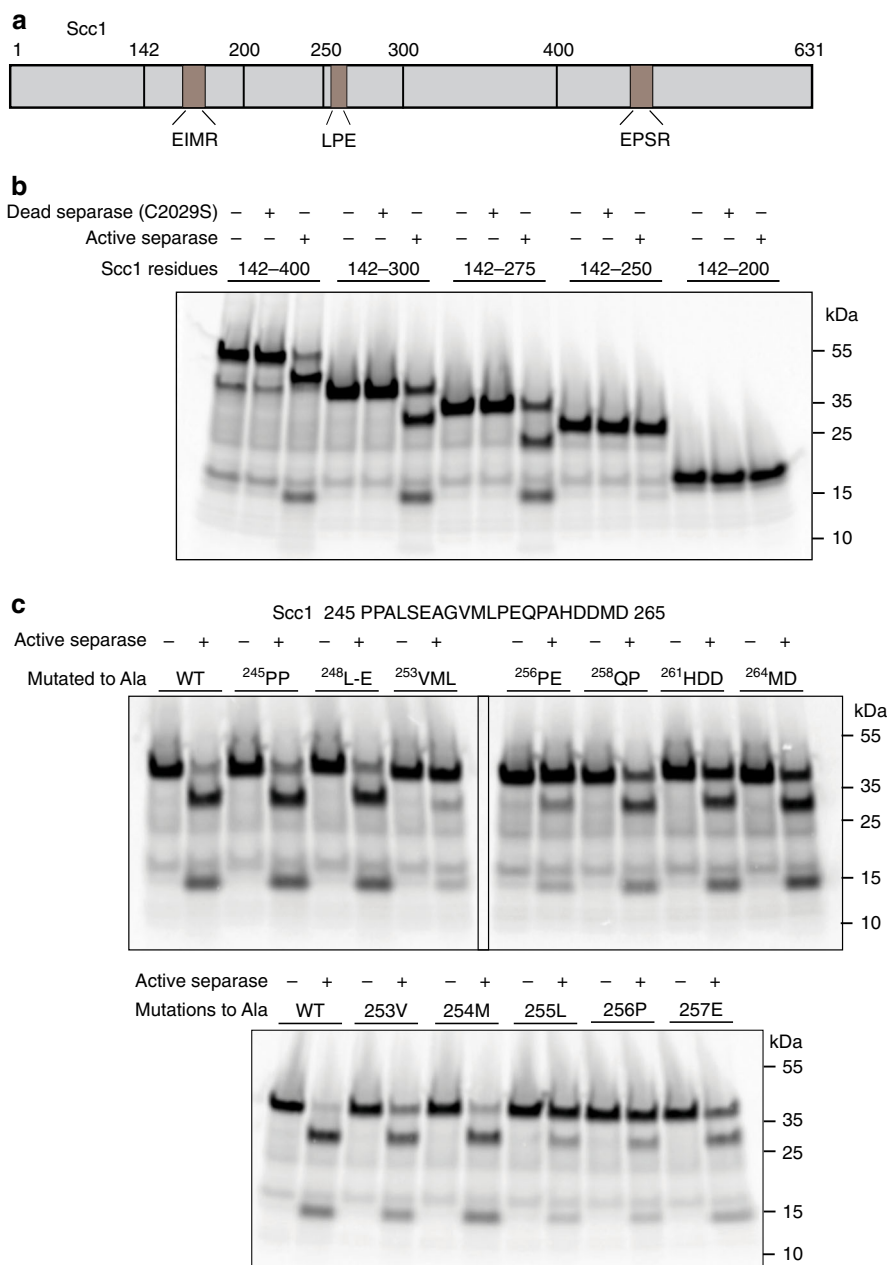 a
Scc1
1 142 200 250 300 400 631
EIMR LPE EPSR
b
Dead separase (C2029S) – + – – + – – + – – + – – + –
Active separase – – + – – + – – + – – + – – +
Scc1 residues 142–400 142–300 142–275 142–250 142–200
kDa
55
35
25
15
10
c
Scc1 245 PPALSEAGVMLPEQPAHDDMD 265
Active separase – + – + – + – + – + – + – + – +
Mutated to Ala WT ²⁴⁵PP ²⁴⁸L-E ²⁵³VML ²⁵⁶PE ²⁵⁸QP ²⁶¹HDD ²⁶⁴MD
kDa
55
35
25
15
10
Active separase – + – + – + – + – + – +
Mutations to Ala WT 253V 254M 255L 256P 257E
kDa
55
35
25
15
10